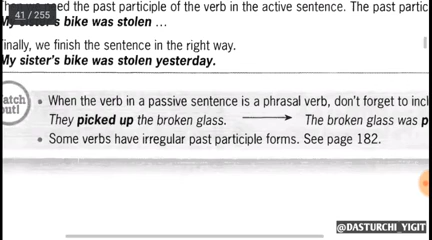 ed the past participle of the verb in the active sentence. The past partic
41 / 255
My sister's bike was stolen ...
inally, we finish the sentence in the right way.
My sister's bike was stolen yesterday.
atch
out!
• When the verb in a passive sentence is a phrasal verb, don't forget to incl
They picked up the broken glass. → The broken glass was p
• Some verbs have irregular past participle forms. See page 182.
@DASTURCHI_YIGIT